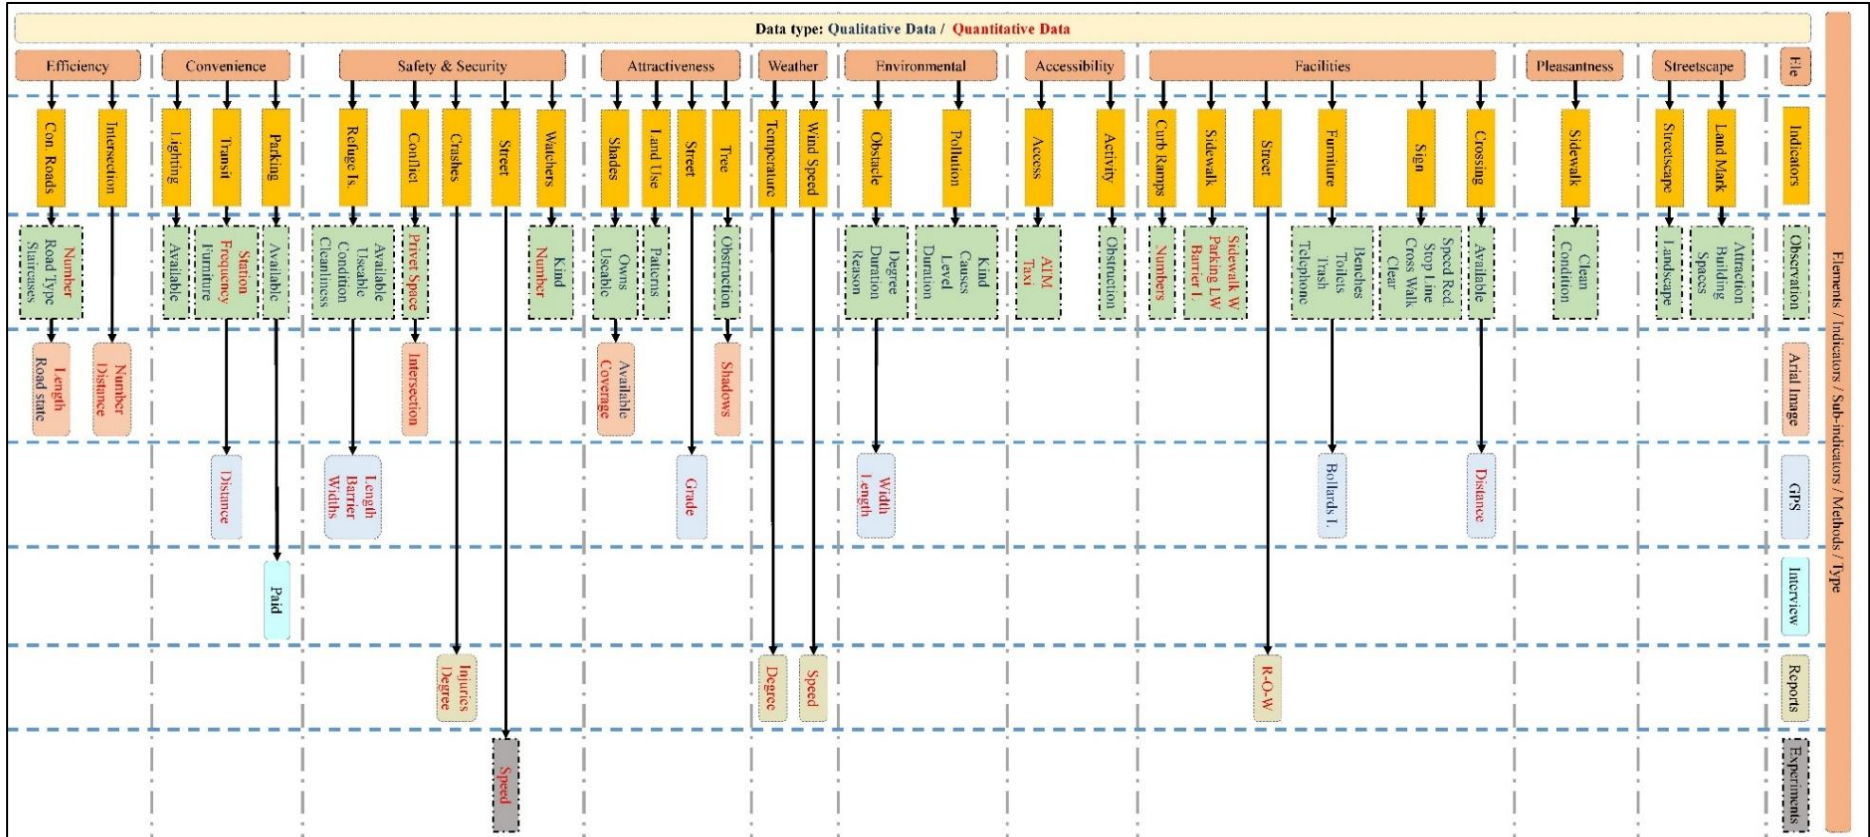 Data type: Qualitative Data / Quantitative Data
Efficiency
Convenience
Safety & Security
Attractiveness
Weather
Environmental
Accessibility
Facilities
Pleasantness
Streetscape
Ele
Elements / Indicators / Sub-indicators / Methods / Type
Con. Roads
Intersection
Lighting
Transit
Parking
Refuge Is.
Conflict
Crashes
Street
Watchers
Shades
Land Use
Street
Tree
Temperature
Wind Speed
Obstacle
Pollution
Access
Activity
Curb Ramps
Sidewalk
Street
Furniture
Sign
Crossing
Sidewalk
Streetscape
Land Mark
Indicators
Number
Road Type
Staircases
Available
Station
Frequency
Furniture
Available
Available
Useable
Condition
Cleanliness
Privet Space
Kind
Number
Owns
Useable
Patterns
Obstruction
Degree
Duration
Reason
Kind
Causes
Level
Duration
ATM
Taxi
Obstruction
Numbers
Sidewalk W
Parking LW
Barrier L
Benches
Toilets
Trash
Telephone
Speed Red.
Stop Line
Cross Walk
Clear
Available
Clean
Condition
Landscape
Attraction
Building
Spaces
Observation
Length
Road state
Number
Distance
Intersection
Available
Coverage
Shadows
Arial Image
Distance
Length
Barrier
Widths
Grade
Width
Length
Bollards L
Distance
GPS
Paid
Interview
Injuries
Degree
Degree
Speed
R-O-W
Reports
Speed
Experiments